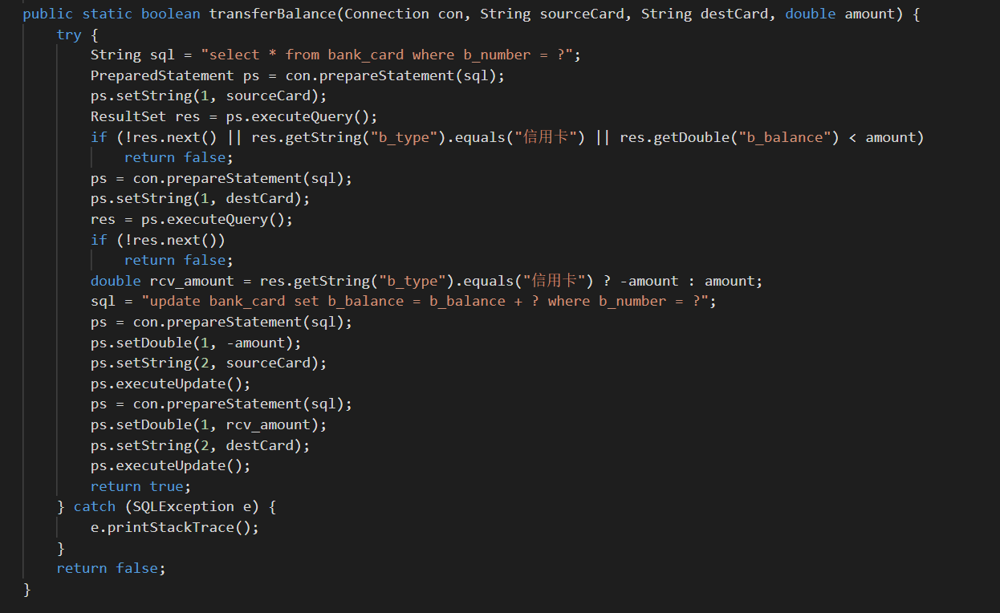 public static boolean transferBalance(Connection con, String sourceCard, String destCard, double amount) {
    try {
        String sql = "select * from bank_card where b_number = ?";
        PreparedStatement ps = con.prepareStatement(sql);
        ps.setString(1, sourceCard);
        ResultSet res = ps.executeQuery();
        if (!res.next() || res.getString("b_type").equals("信用卡") || res.getDouble("b_balance") < amount)
            return false;
        ps = con.prepareStatement(sql);
        ps.setString(1, destCard);
        res = ps.executeQuery();
        if (!res.next())
            return false;
        double rcv_amount = res.getString("b_type").equals("信用卡") ? -amount : amount;
        sql = "update bank_card set b_balance = b_balance + ? where b_number = ?";
        ps = con.prepareStatement(sql);
        ps.setDouble(1, -amount);
        ps.setString(2, sourceCard);
        ps.executeUpdate();
        ps = con.prepareStatement(sql);
        ps.setDouble(1, rcv_amount);
        ps.setString(2, destCard);
        ps.executeUpdate();
        return true;
    } catch (SQLException e) {
        e.printStackTrace();
    }
    return false;
}